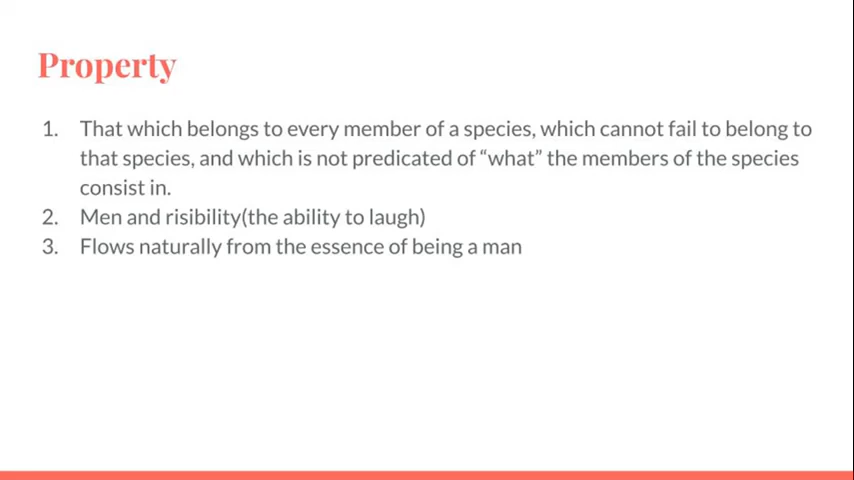 Property
1. That which belongs to every member of a species, which cannot fail to belong to
that species, and which is not predicated of “what” the members of the species
consist in.
2. Men and risibility(the ability to laugh)
3. Flows naturally from the essence of being a man